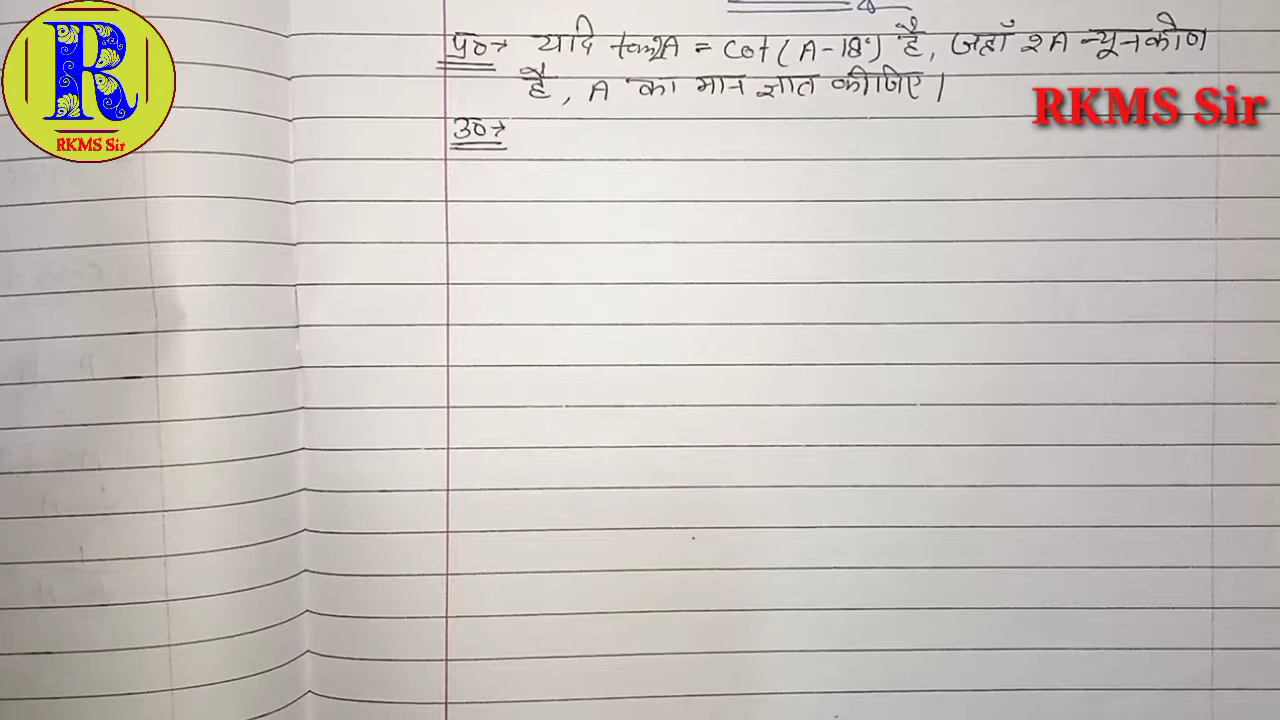 प्र० → यदि tan2A = cot (A-18°) है, जहाँ 2A न्यूनकोण
है, A का मान ज्ञात कीजिए।
उ० →
R
RKMS Sir
RKMS Sir